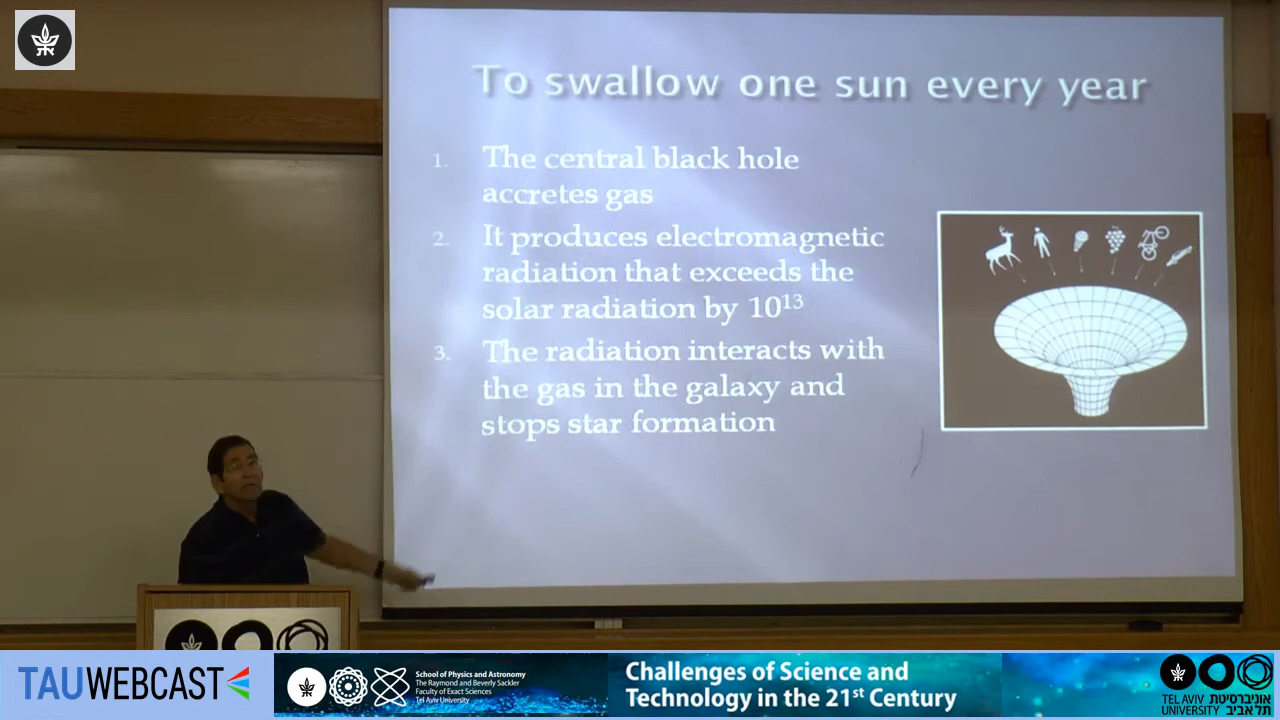 To swallow one sun every year
1. The central black hole
accretes gas
2. It produces electromagnetic
radiation that exceeds the
solar radiation by 10¹³
3. The radiation interacts with
the gas in the galaxy and
stops star formation
TAUWEBCAST
School of Physics and Astronomy
The Raymond and Beverly Sackler
Faculty of Exact Sciences
Tel Aviv University
Challenges of Science and
Technology in the 21st Century
TEL AVIV אוניברסיטת
UNIVERSITY תל אביב